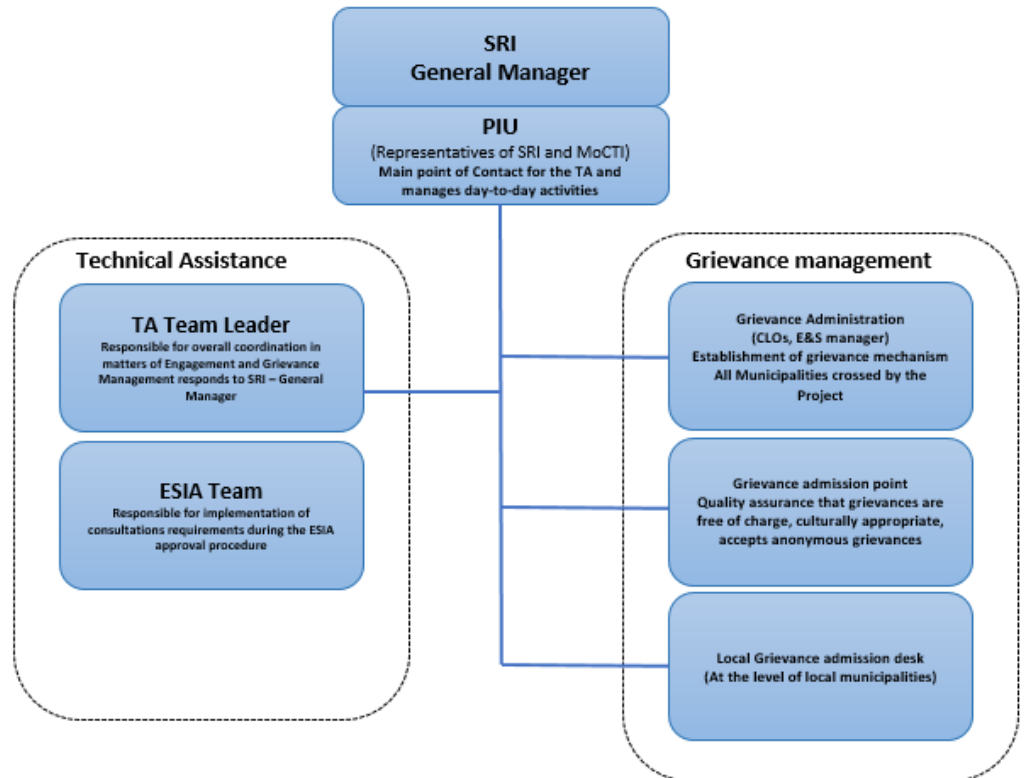 SRI
General Manager
PIU
(Representatives of SRI and MoCTI)
Main point of Contact for the TA and
manages day-to-day activities
Technical Assistance
TA Team Leader
Responsible for overall coordination in
matters of Engagement and Grievance
Management responds to SRI – General
Manager
ESIA Team
Responsible for implementation of
consultations requirements during the ESIA
approval procedure
Grievance management
Grievance Administration
(CLOs, E&S manager)
Establishment of grievance mechanism
All Municipalities crossed by the
Project
Grievance admission point
Quality assurance that grievances are
free of charge, culturally appropriate,
accepts anonymous grievances
Local Grievance admission desk
(At the level of local municipalities)